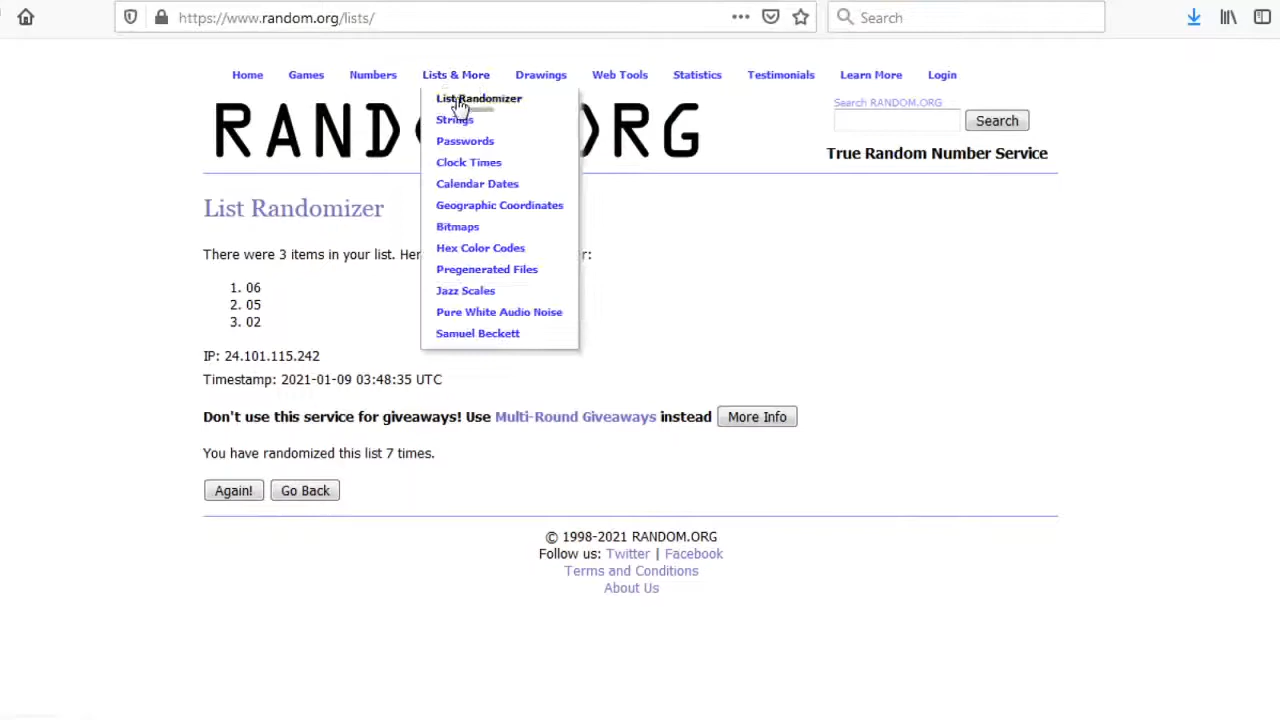 https://www.random.org/lists/
Search
Home Games Numbers Lists & More Drawings Web Tools Statistics Testimonials Learn More Login
List Randomizer
Strings
Passwords
Clock Times
Calendar Dates
Geographic Coordinates
Bitmaps
Hex Color Codes
Pregenerated Files
Jazz Scales
Pure White Audio Noise
Samuel Beckett
RAND RG
Search RANDOM.ORG
Search
True Random Number Service
List Randomizer
There were 3 items in your list. Her r:
1. 06
2. 05
3. 02
IP: 24.101.115.242
Timestamp: 2021-01-09 03:48:35 UTC
Don't use this service for giveaways! Use Multi-Round Giveaways instead More Info
You have randomized this list 7 times.
Again! Go Back
© 1998-2021 RANDOM.ORG
Follow us: Twitter | Facebook
Terms and Conditions
About Us